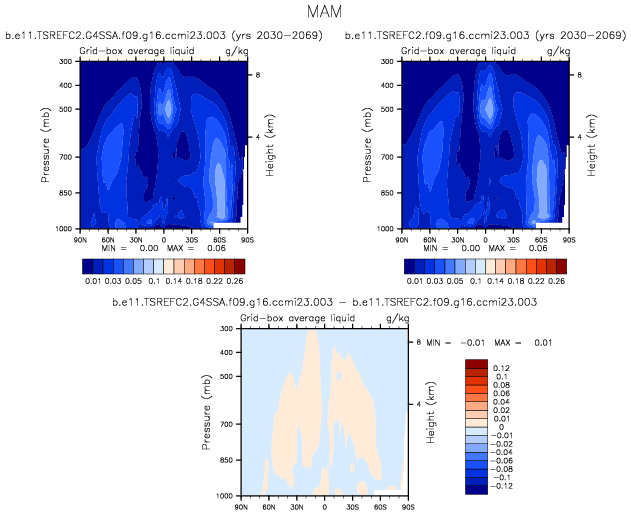 MAM
b.e11.TSREFC2.G4SSA.f09.g16.ccmi23.003 (yrs 2030-2069)
b.e11.TSREFC2.f09.g16.ccmi23.003 (yrs 2030-2069)
Grid-box average liquid g/kg
Grid-box average liquid g/kg
300 400 500 700 850 1000
Pressure (mb)
8 4
Height (km)
90N 60N 30N 0 30S 60S 90S
MIN = 0.00 MAX = 0.06
0.01 0.03 0.05 0.1 0.14 0.18 0.22 0.26
300 400 500 700 850 1000
Pressure (mb)
8 4
Height (km)
90N 60N 30N 0 30S 60S 90S
MIN = 0.00 MAX = 0.06
0.01 0.03 0.05 0.1 0.14 0.18 0.22 0.26
b.e11.TSREFC2.G4SSA.f09.g16.ccmi23.003 - b.e11.TSREFC2.f09.g16.ccmi23.003
Grid-box average liquid g/kg
300 400 500 700 850 1000
Pressure (mb)
8 4
Height (km)
90N 60N 30N 0 30S 60S 90S
MIN = -0.01 MAX = 0.01
0.12
0.1
0.08
0.06
0.04
0.02
0.01
0
-0.01
-0.02
-0.04
-0.06
-0.08
-0.1
-0.12